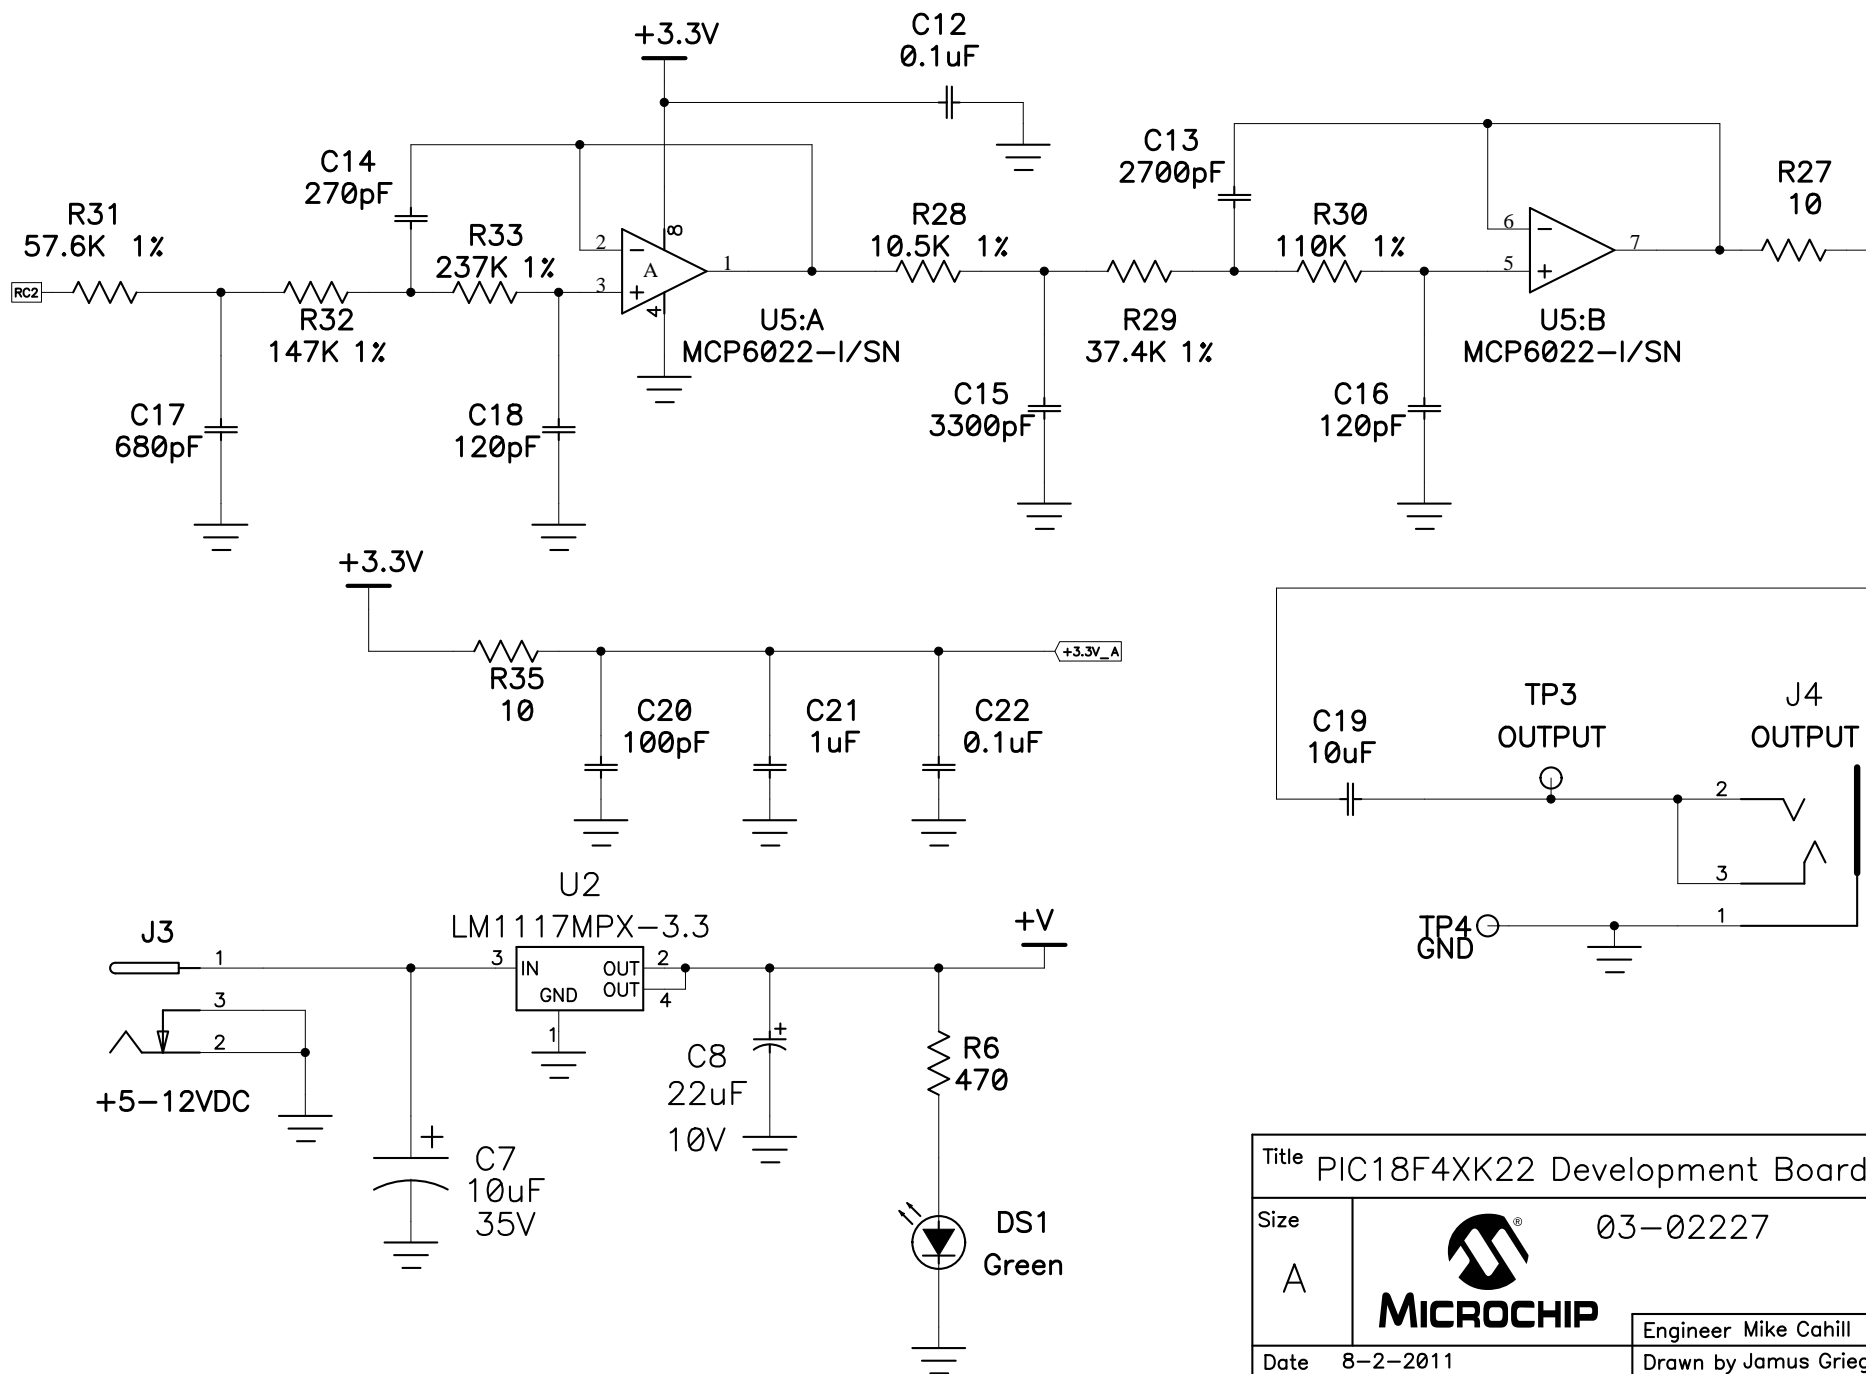 +3.3V
C12
0.1uF
C14
270pF
C13
2700pF
R27
10
R31
57.6K 1%
R33
237K 1%
R28
10.5K 1%
R30
110K 1%
8
2
A
1
3
4
6
7
5
RC2
R32
147K 1%
U5:A
MCP6022-I/SN
R29
37.4K 1%
U5:B
MCP6022-I/SN
C17
680pF
C18
120pF
C15
3300pF
C16
120pF
+3.3V
+3.3V_A
R35
10
C20
100pF
C21
1uF
C22
0.1uF
C19
10uF
TP3
OUTPUT
J4
OUTPUT
2
3
1
TP4
GND
U2
LM1117MPX-3.3
J3
1
3
2
+5-12VDC
3
IN
OUT
2
GND
OUT
4
1
+V
+
C8
22uF
10V
R6
470
+
C7
10uF
35V
DS1
Green
Title PIC18F4XK22 Development Board
Size
A
®
MICROCHIP
03-02227
Engineer Mike Cahill
Date 8-2-2011
Drawn by Jamus Grieg